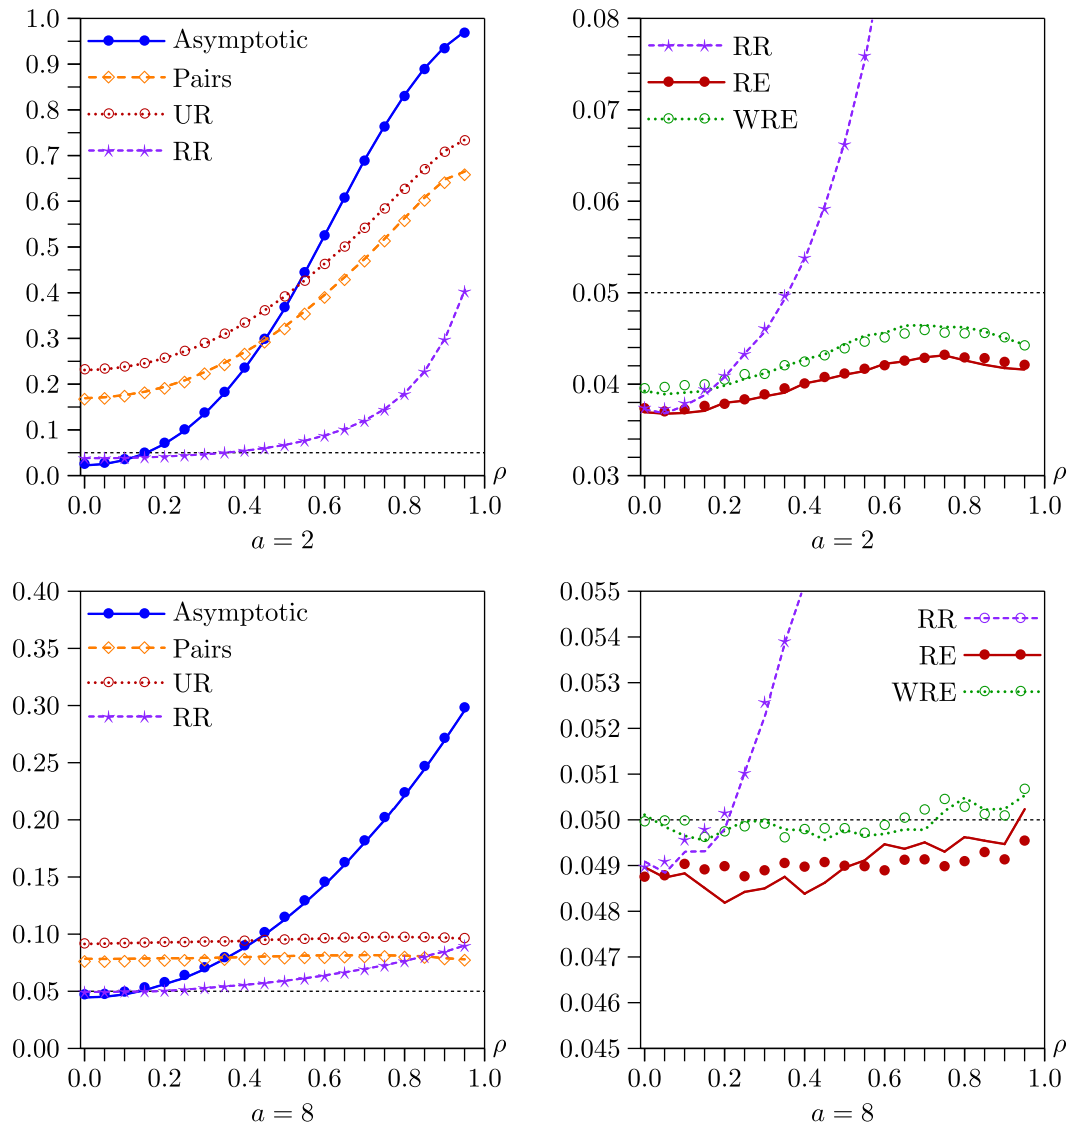 1.0
0.9
0.8
0.7
0.6
0.5
0.4
0.3
0.2
0.1
0.0
Asymptotic
Pairs
UR
RR
0.0 0.2 0.4 0.6 0.8 1.0
ρ
a = 2
0.08
0.07
0.06
0.05
0.04
0.03
RR
RE
WRE
0.0 0.2 0.4 0.6 0.8 1.0
ρ
a = 2
0.40
0.35
0.30
0.25
0.20
0.15
0.10
0.05
0.00
Asymptotic
Pairs
UR
RR
0.0 0.2 0.4 0.6 0.8 1.0
ρ
a = 8
0.055
0.054
0.053
0.052
0.051
0.050
0.049
0.048
0.047
0.046
0.045
RR
RE
WRE
0.0 0.2 0.4 0.6 0.8 1.0
ρ
a = 8